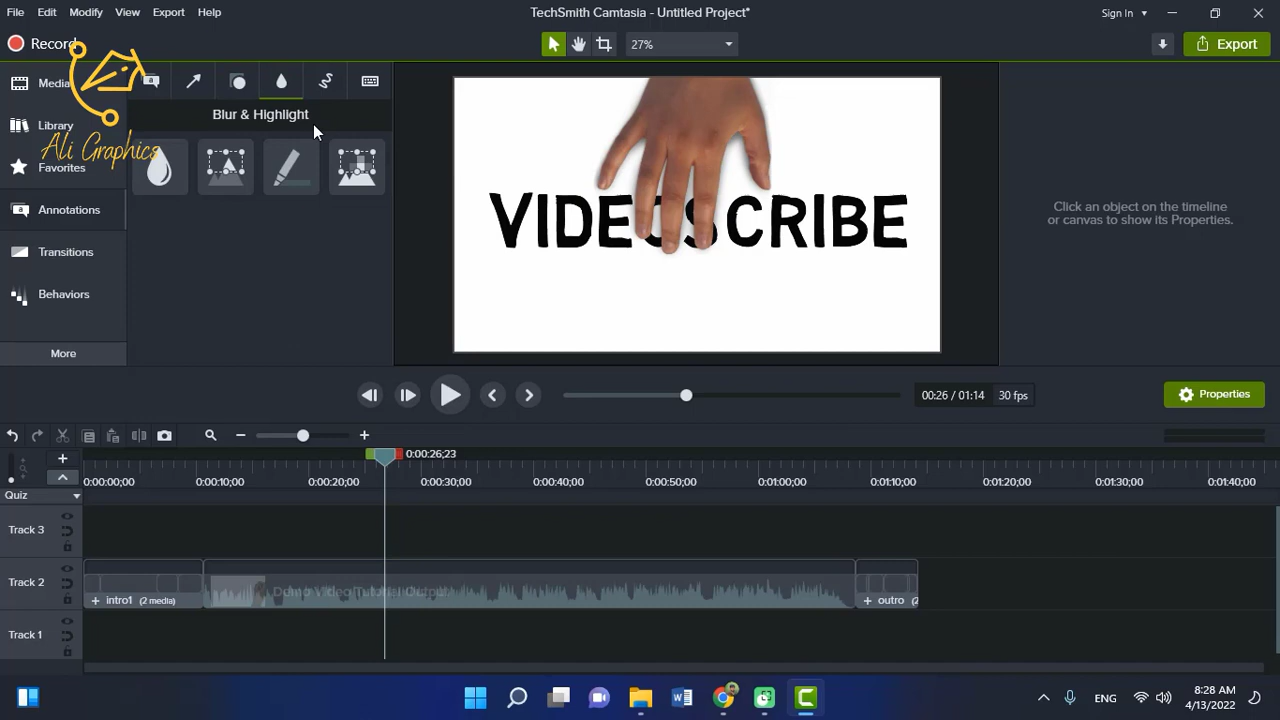 File Edit Modify View Export Help
TechSmith Camtasia - Untitled Project*
Sign In
Record
27%
Export
Media
Library
Favorites
Annotations
Transitions
Behaviors
More
Ali Graphics
Blur & Highlight
VIDEOSCRIBE
Click an object on the timeline
or canvas to show its Properties.
00:26 / 01:14 30 fps
Properties
0:00:26;23
0:00:00;00 0:00:10;00 0:00:20;00 0:00:30;00 0:00:40;00 0:00:50;00 0:01:00;00 0:01:10;00 0:01:20;00 0:01:30;00 0:01:40;00
Quiz
Track 3
Track 2
Demo Video Tutorial Output
+ intro1 (2 media)
+ outro (2
Track 1
ENG
8:28 AM
4/13/2022